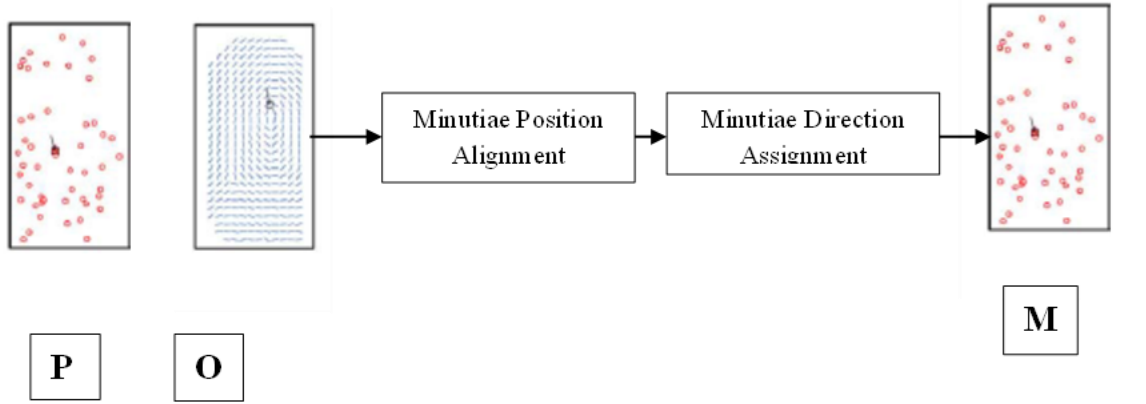 Minutiae Position
Alignment
Minutiae Direction
Assignment
P
O
M